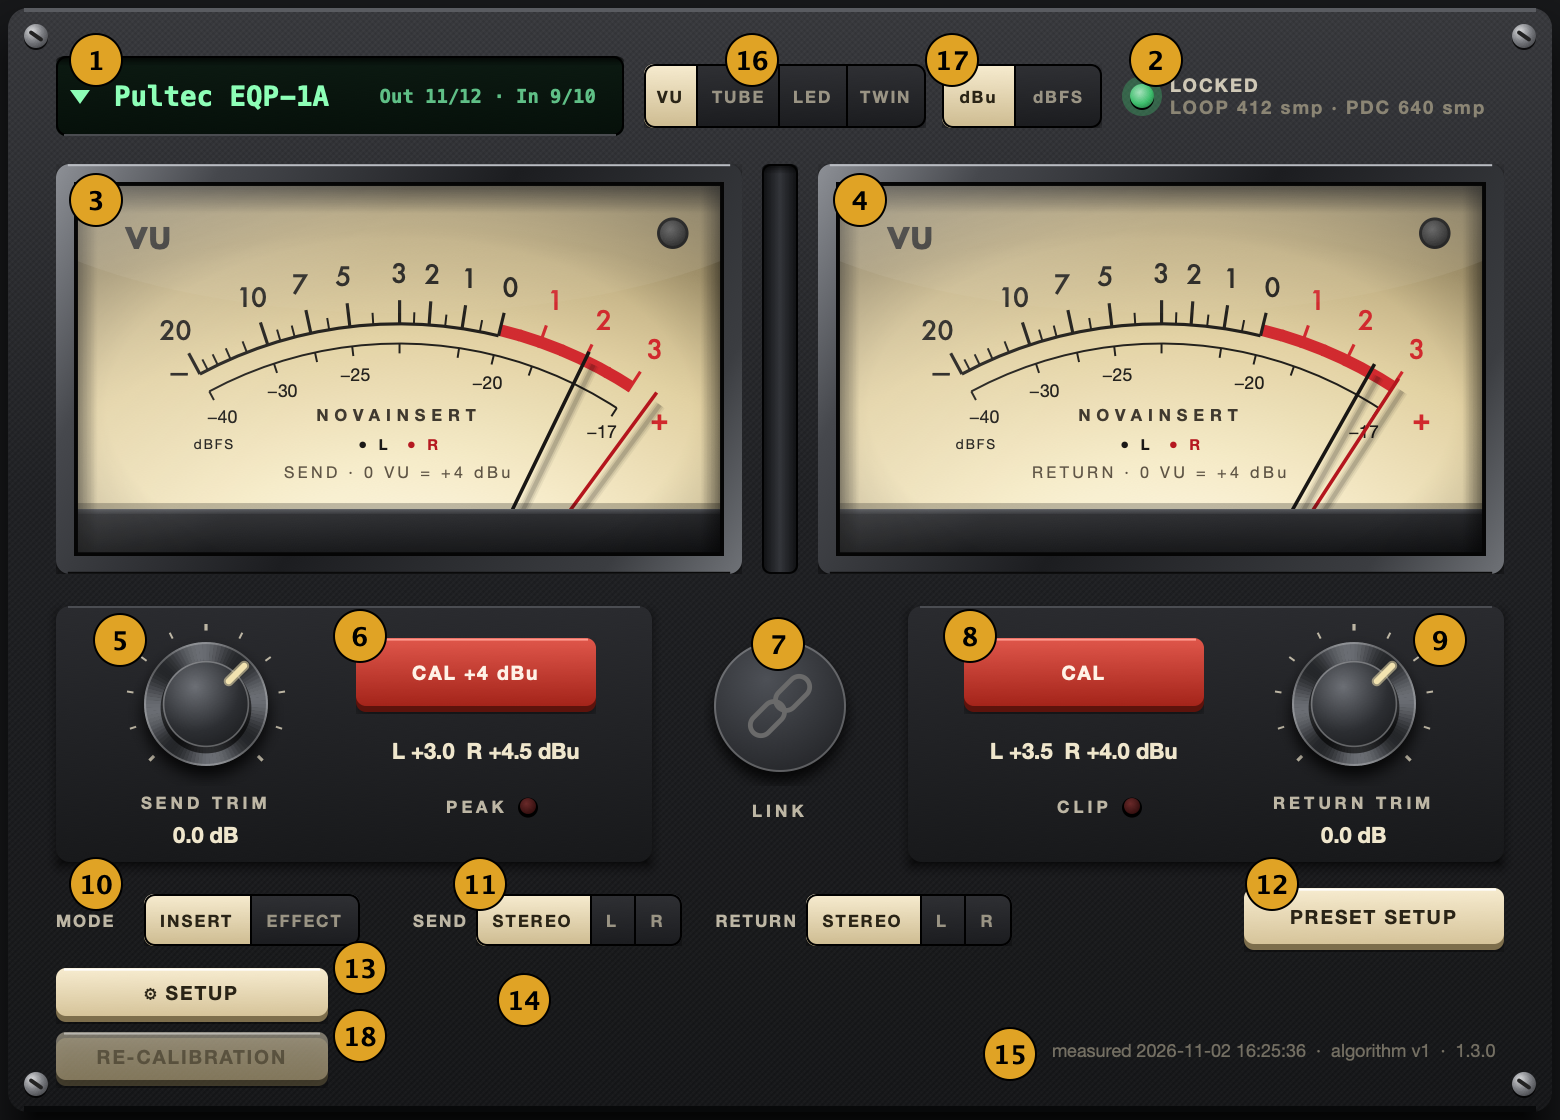 1 16 17 2
▼ Pultec EQP-1A Out 11/12 · In 9/10
VU TUBE LED TWIN
dBu dBFS
LOCKED
LOOP 412 smp · PDC 640 smp
3
VU
20 10 7 5 3 2 1 0 1 2 3
− +
−40 −30 −25 −20 −17
dBFS
NOVAINSERT
• L • R
SEND · 0 VU = +4 dBu
4
VU
20 10 7 5 3 2 1 0 1 2 3
− +
−40 −30 −25 −20 −17
dBFS
NOVAINSERT
• L • R
RETURN · 0 VU = +4 dBu
5
SEND TRIM
0.0 dB
6
CAL +4 dBu
L +3.0 R +4.5 dBu
PEAK
7
LINK
8
CAL
L +3.5 R +4.0 dBu
CLIP
9
RETURN TRIM
0.0 dB
10
MODE INSERT EFFECT
11
SEND STEREO L R
RETURN STEREO L R
12
PRESET SETUP
13
⚙ SETUP
14
18
RE-CALIBRATION
15
measured 2026-11-02 16:25:36 · algorithm v1 · 1.3.0